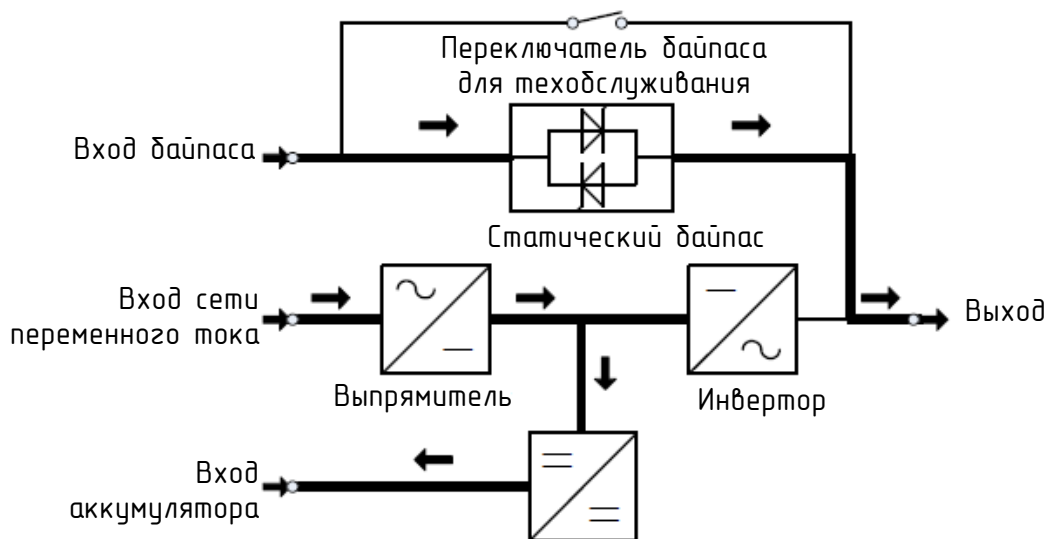 Переключатель байпаса
для техобслуживания
Вход байпаса
Статический байпас
Вход сети
переменного тока
Выход
Выпрямитель
Инвертор
Вход
аккумулятора